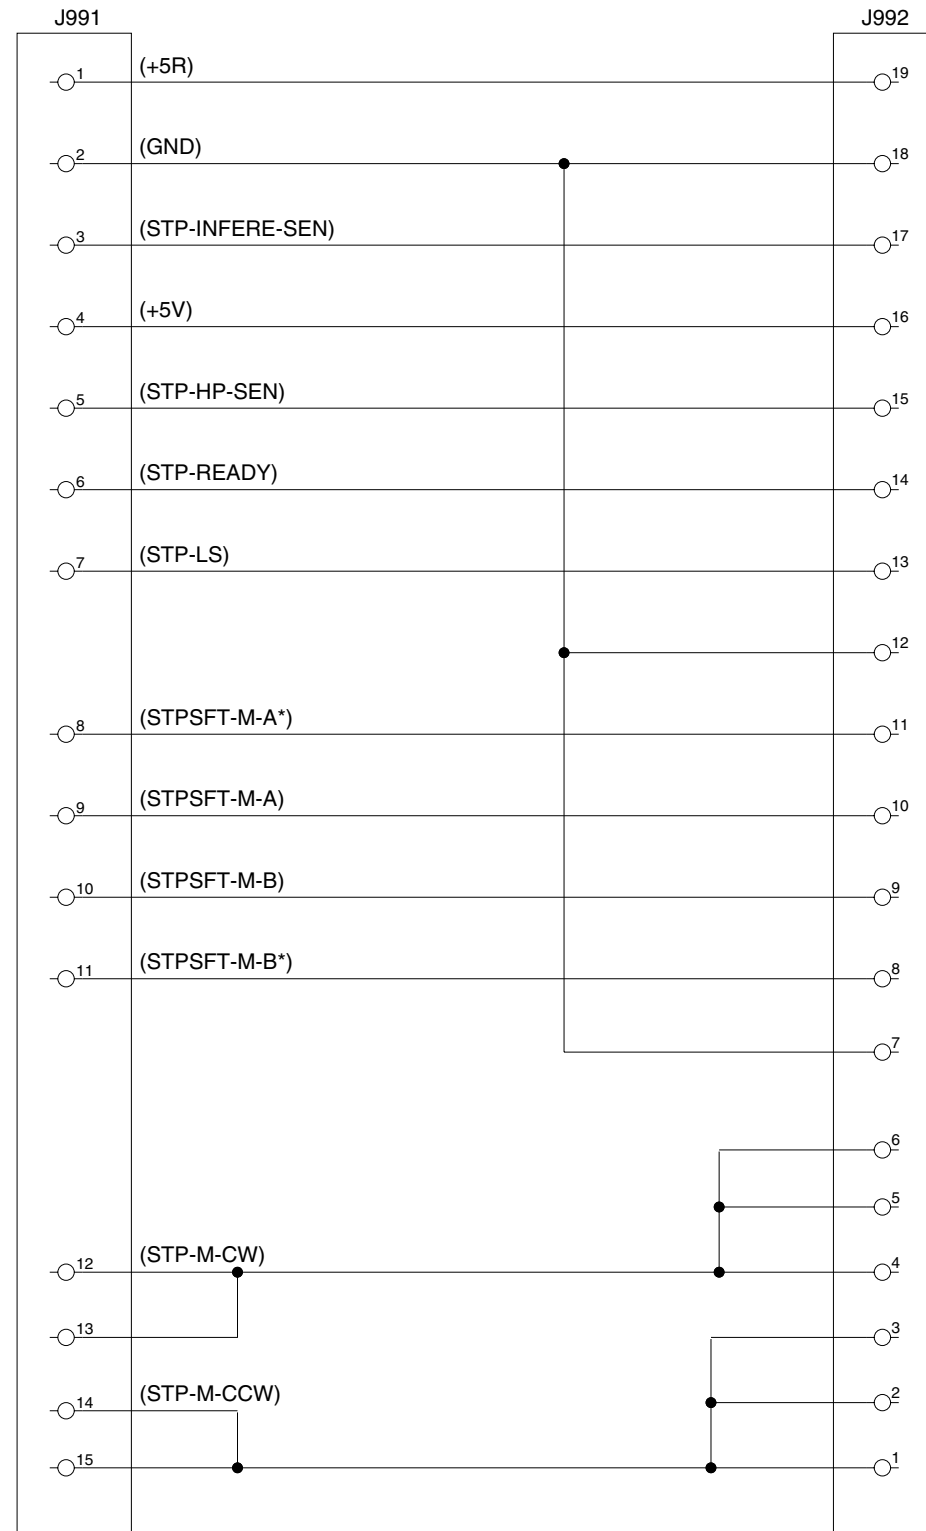 J991 J992
1 (+5R) 19
2 (GND) 18
3 (STP-INFERE-SEN) 17
4 (+5V) 16
5 (STP-HP-SEN) 15
6 (STP-READY) 14
7 (STP-LS) 13
12
8 (STPSFT-M-A*) 11
9 (STPSFT-M-A) 10
10 (STPSFT-M-B) 9
11 (STPSFT-M-B*) 8
7
6
5
12 (STP-M-CW) 4
13 3
14 (STP-M-CCW) 2
15 1